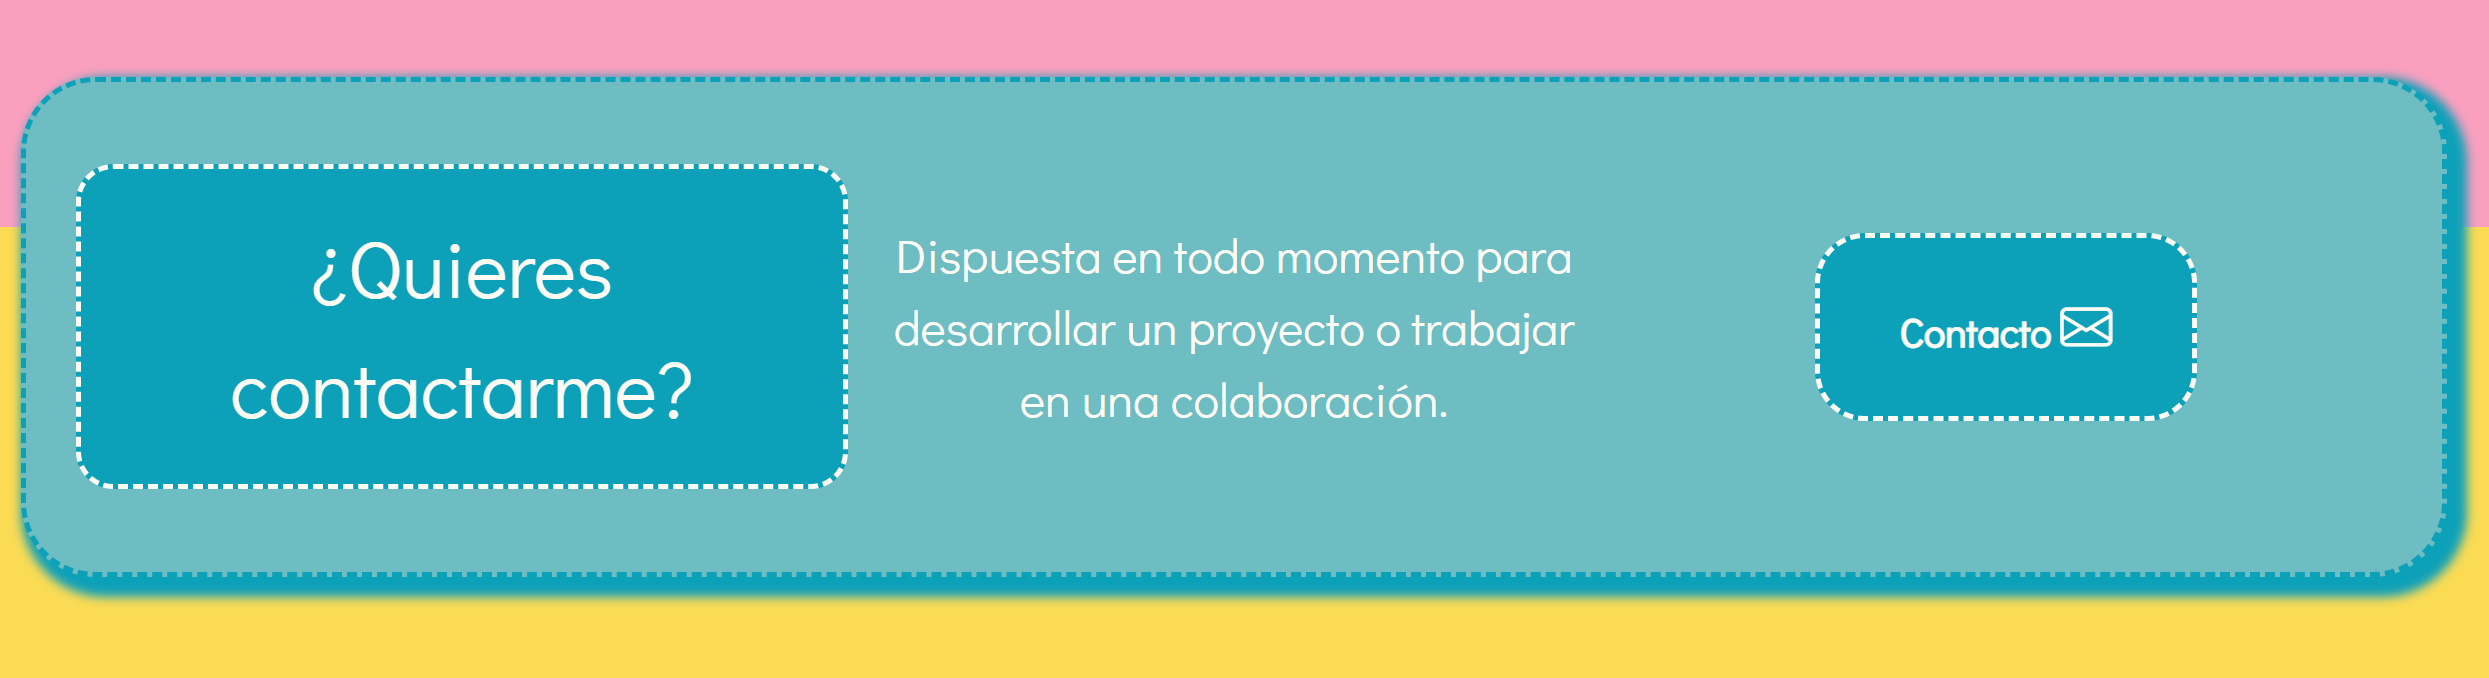 ¿Quieres
contactarme?
Dispuesta en todo momento para
desarrollar un proyecto o trabajar
en una colaboración.
Contacto